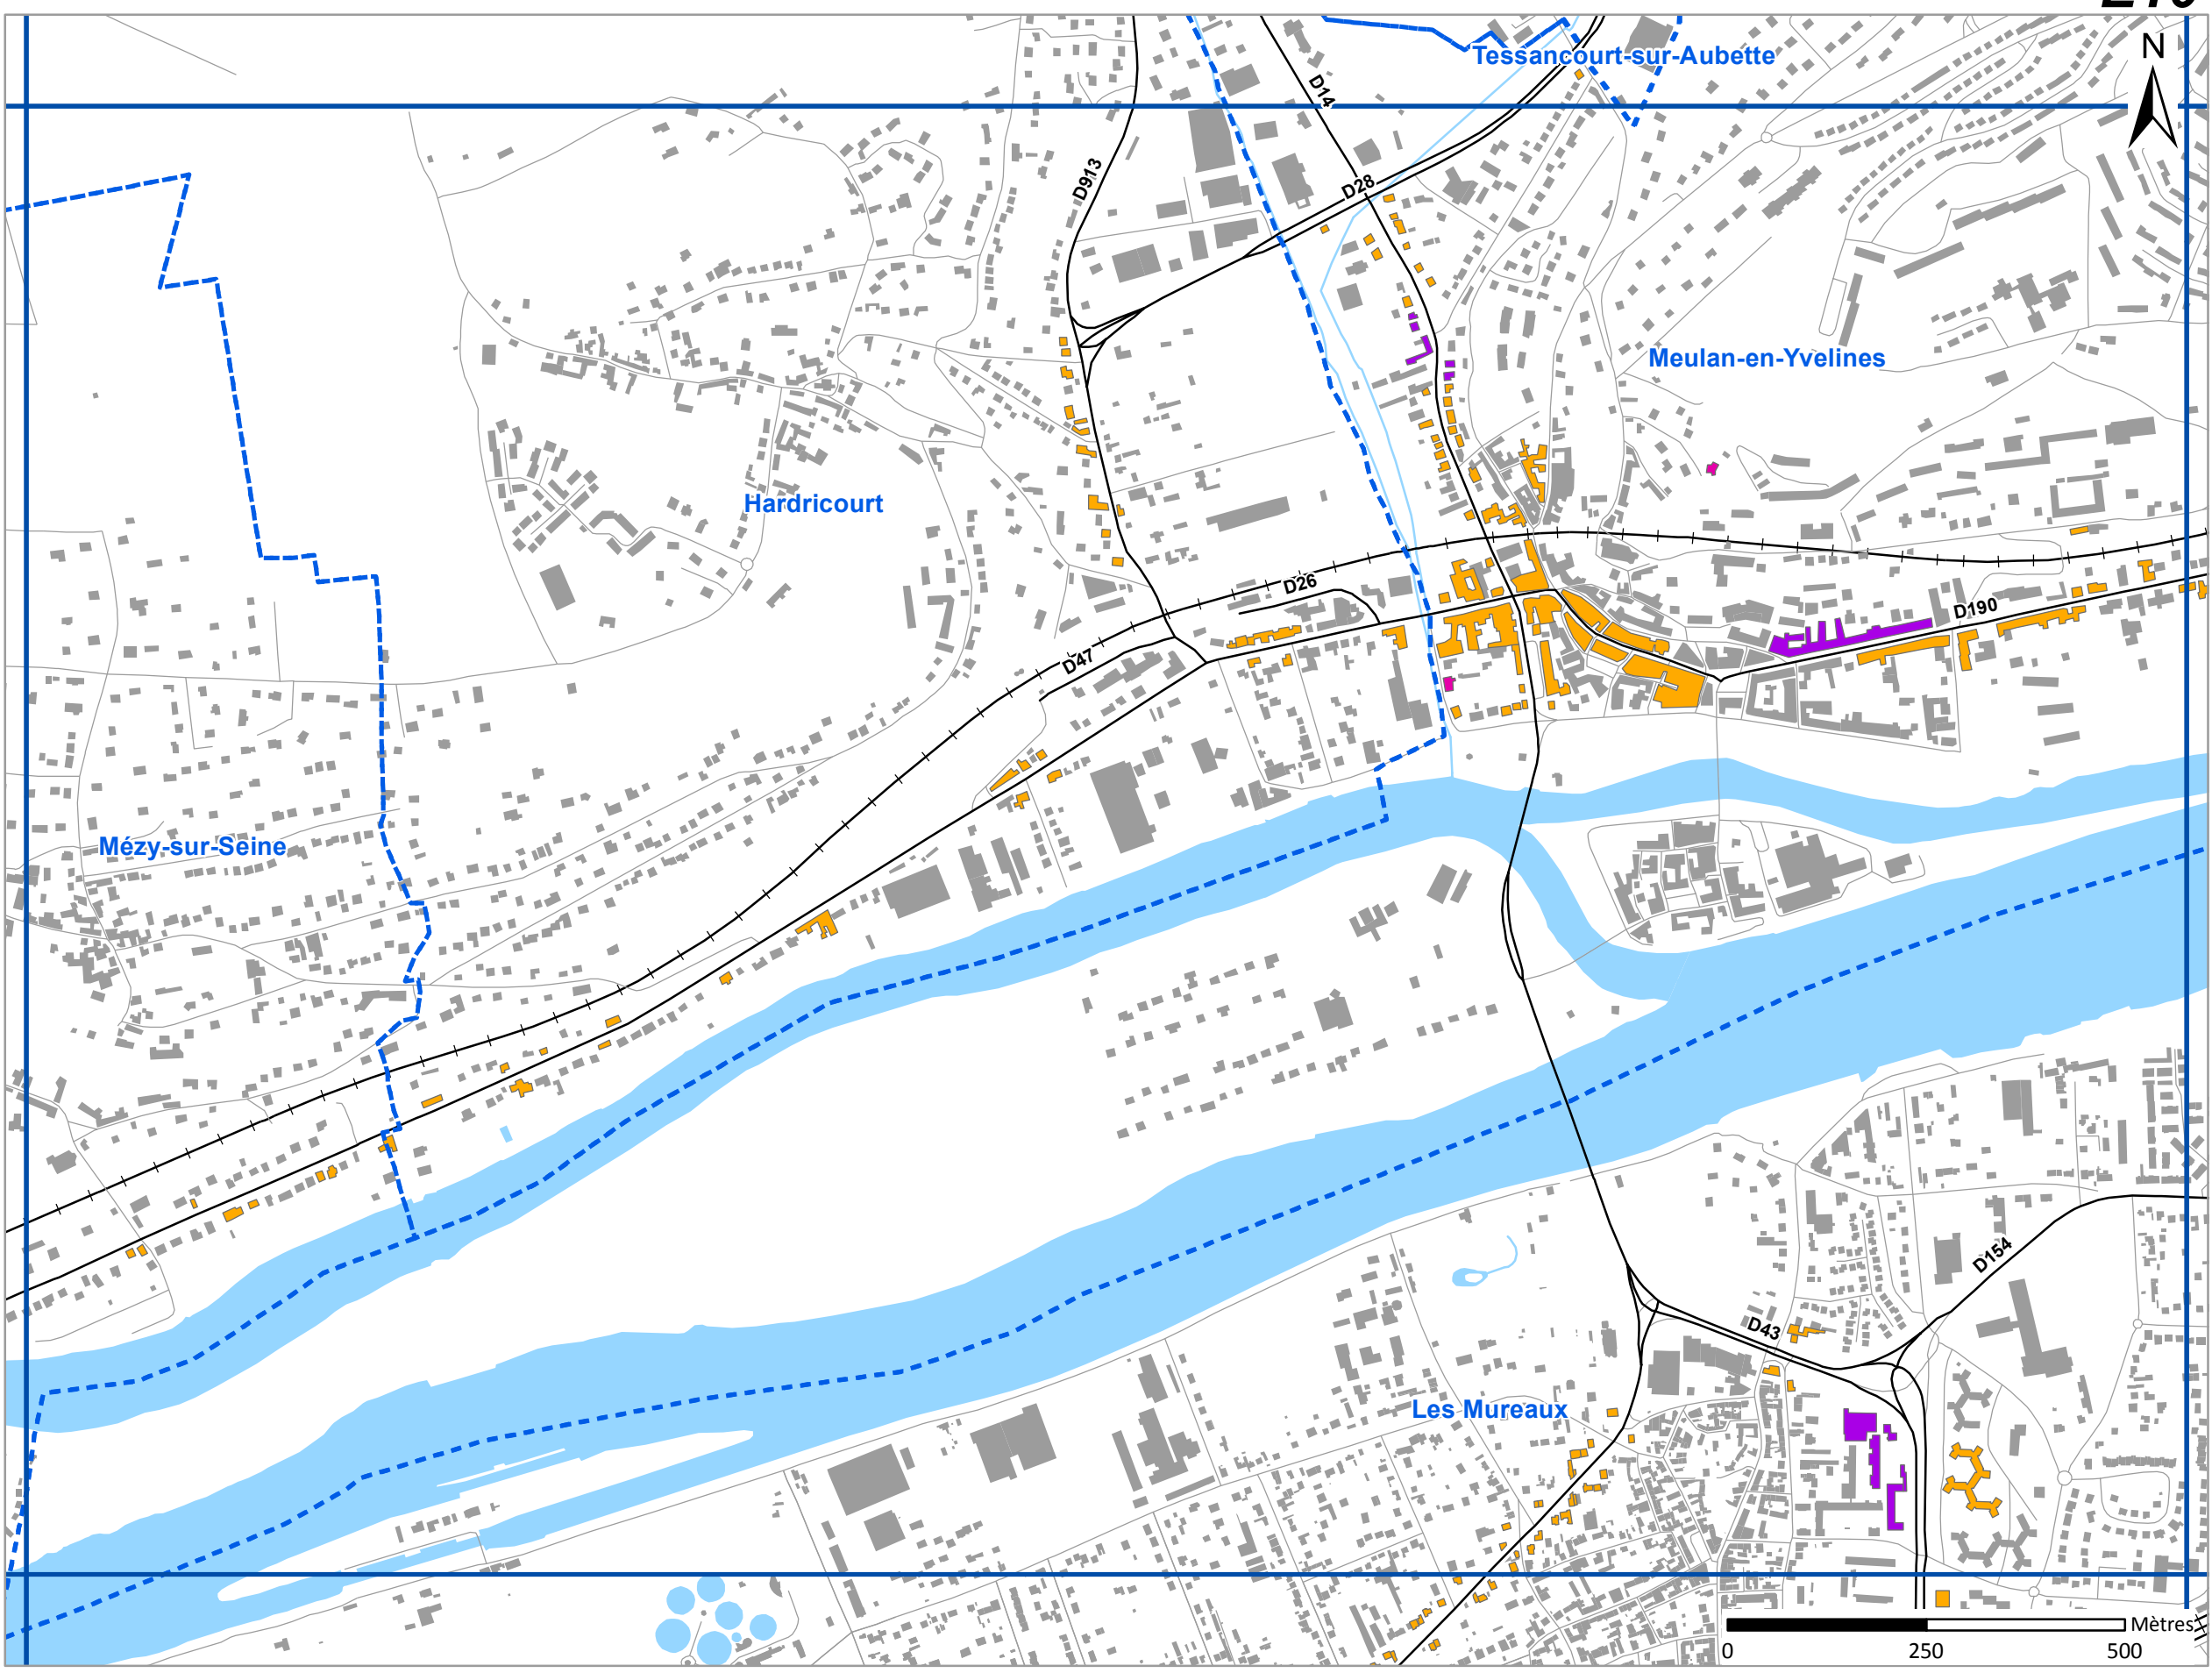 N
Tessancourt-sur-Aubette
D14
D913
D28
Meulan-en-Yvelines
Hardricourt
D26
D190
D47
Mézy-sur-Seine
D154
D43
Les Mureaux
Mètres
0 250 500